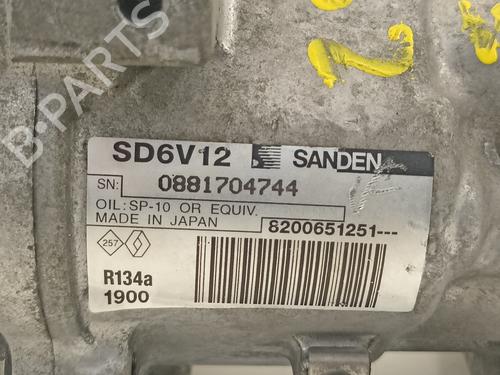 B-PARTS
SD6V12 SANDEN
SN: 0881704744
OIL:SP-10 OR EQUIV.
MADE IN JAPAN
8200651251---
257
R134a
1900